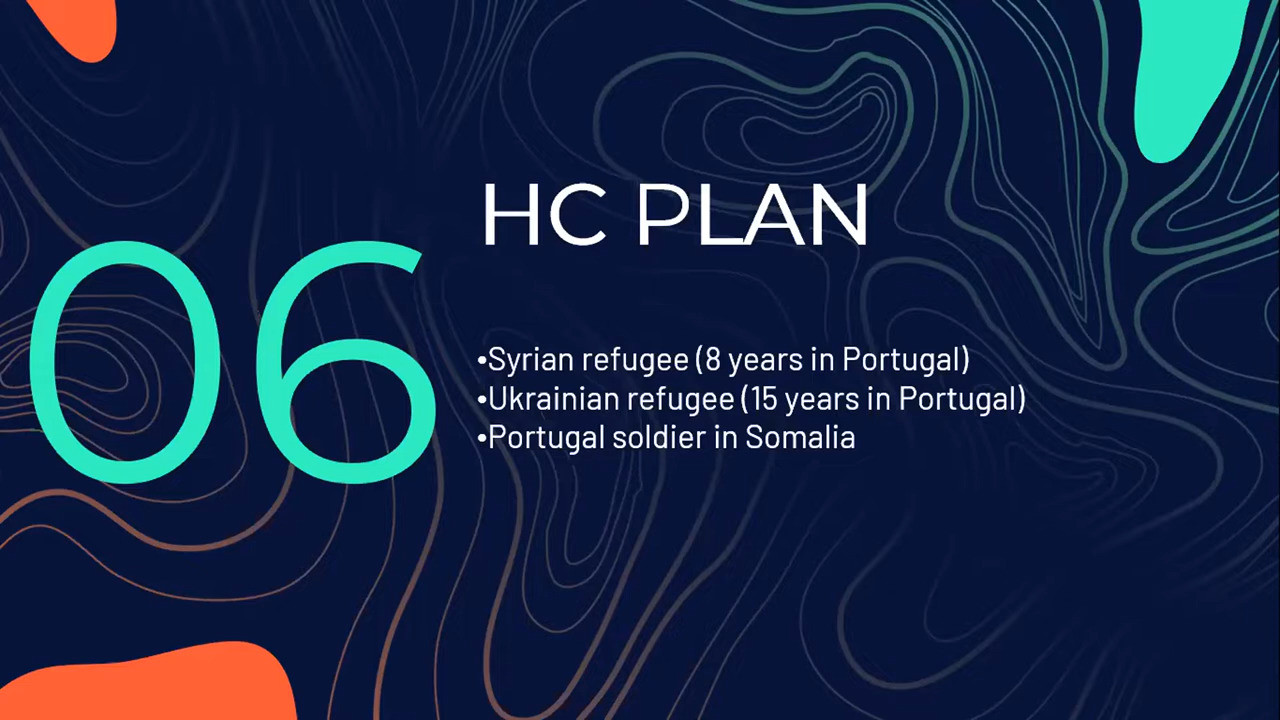 06
HC PLAN
•Syrian refugee (8 years in Portugal)
•Ukrainian refugee (15 years in Portugal)
•Portugal soldier in Somalia